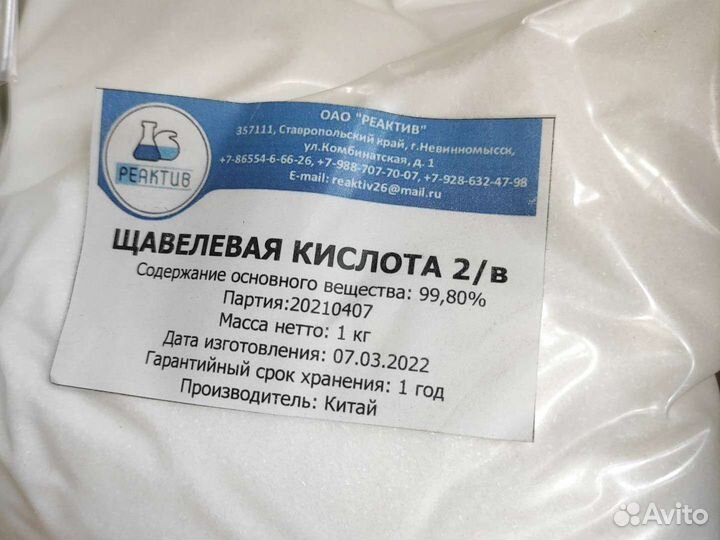 ОАО "РЕАКТИВ"
357111, Ставропольский край, г.Невинномысск,
ул.Комбинатская, д. 1
+7-86554-6-66-26, +7-988-707-70-07, +7-928-632-47-98
E-mail: reaktiv26@mail.ru
РЕАКТИВ
ЩАВЕЛЕВАЯ КИСЛОТА 2/в
Содержание основного вещества: 99,80%
Партия:20210407
Масса нетто: 1 кг
Дата изготовления: 07.03.2022
Гарантийный срок хранения: 1 год
Производитель: Китай
Avito